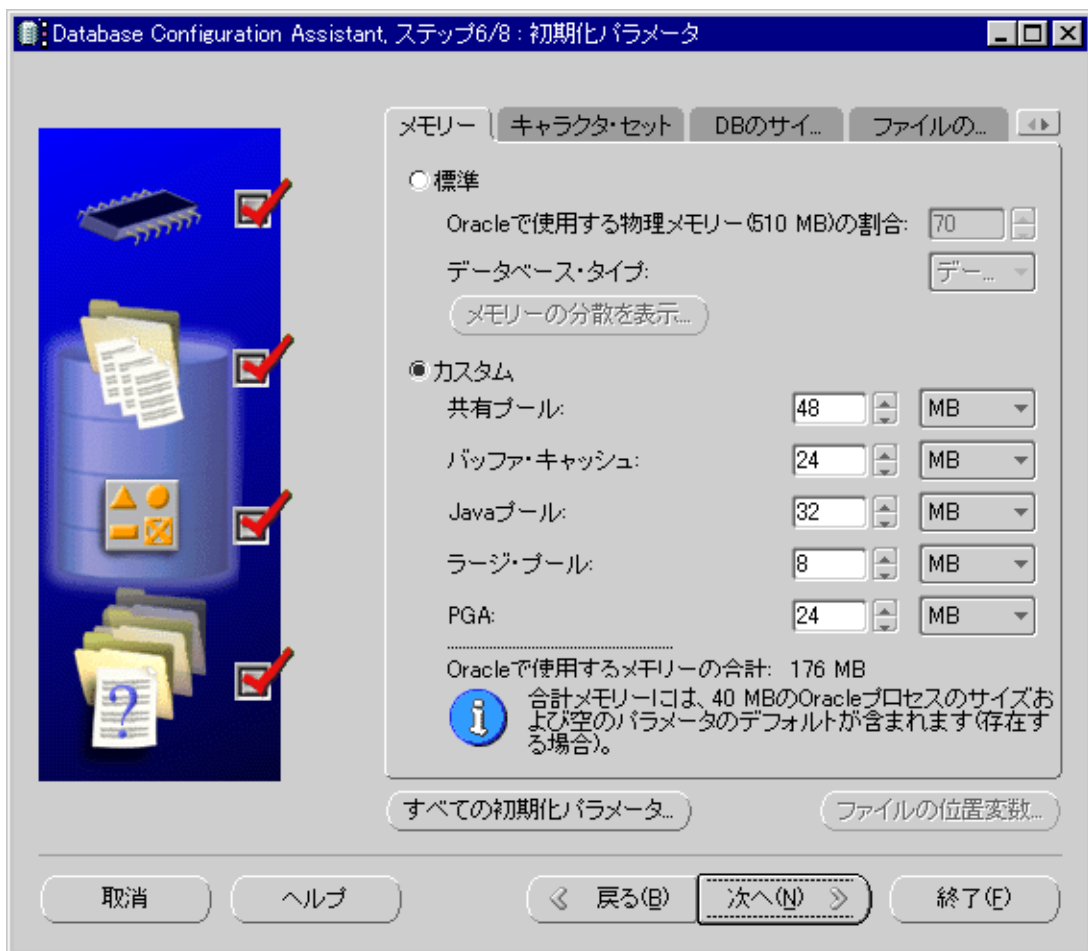 Database Configuration Assistant, ステップ6/8 : 初期化パラメータ
メモリー キャラクタ・セット DBのサイ... ファイルの...
標準
Oracleで使用する物理メモリー(510 MB)の割合: 70
データベース・タイプ: デー...
メモリーの分散を表示...
カスタム
共有プール: 48 MB
バッファ・キャッシュ: 24 MB
Javaプール: 32 MB
ラージ・プール: 8 MB
PGA: 24 MB
Oracleで使用するメモリーの合計: 176 MB
合計メモリーには、40 MBのOracleプロセスのサイズお
よび空のパラメータのデフォルトが含まれます(存在す
る場合)。
すべての初期化パラメータ... ファイルの位置変数...
取消 ヘルプ 戻る(B) 次へ(N) 終了(F)